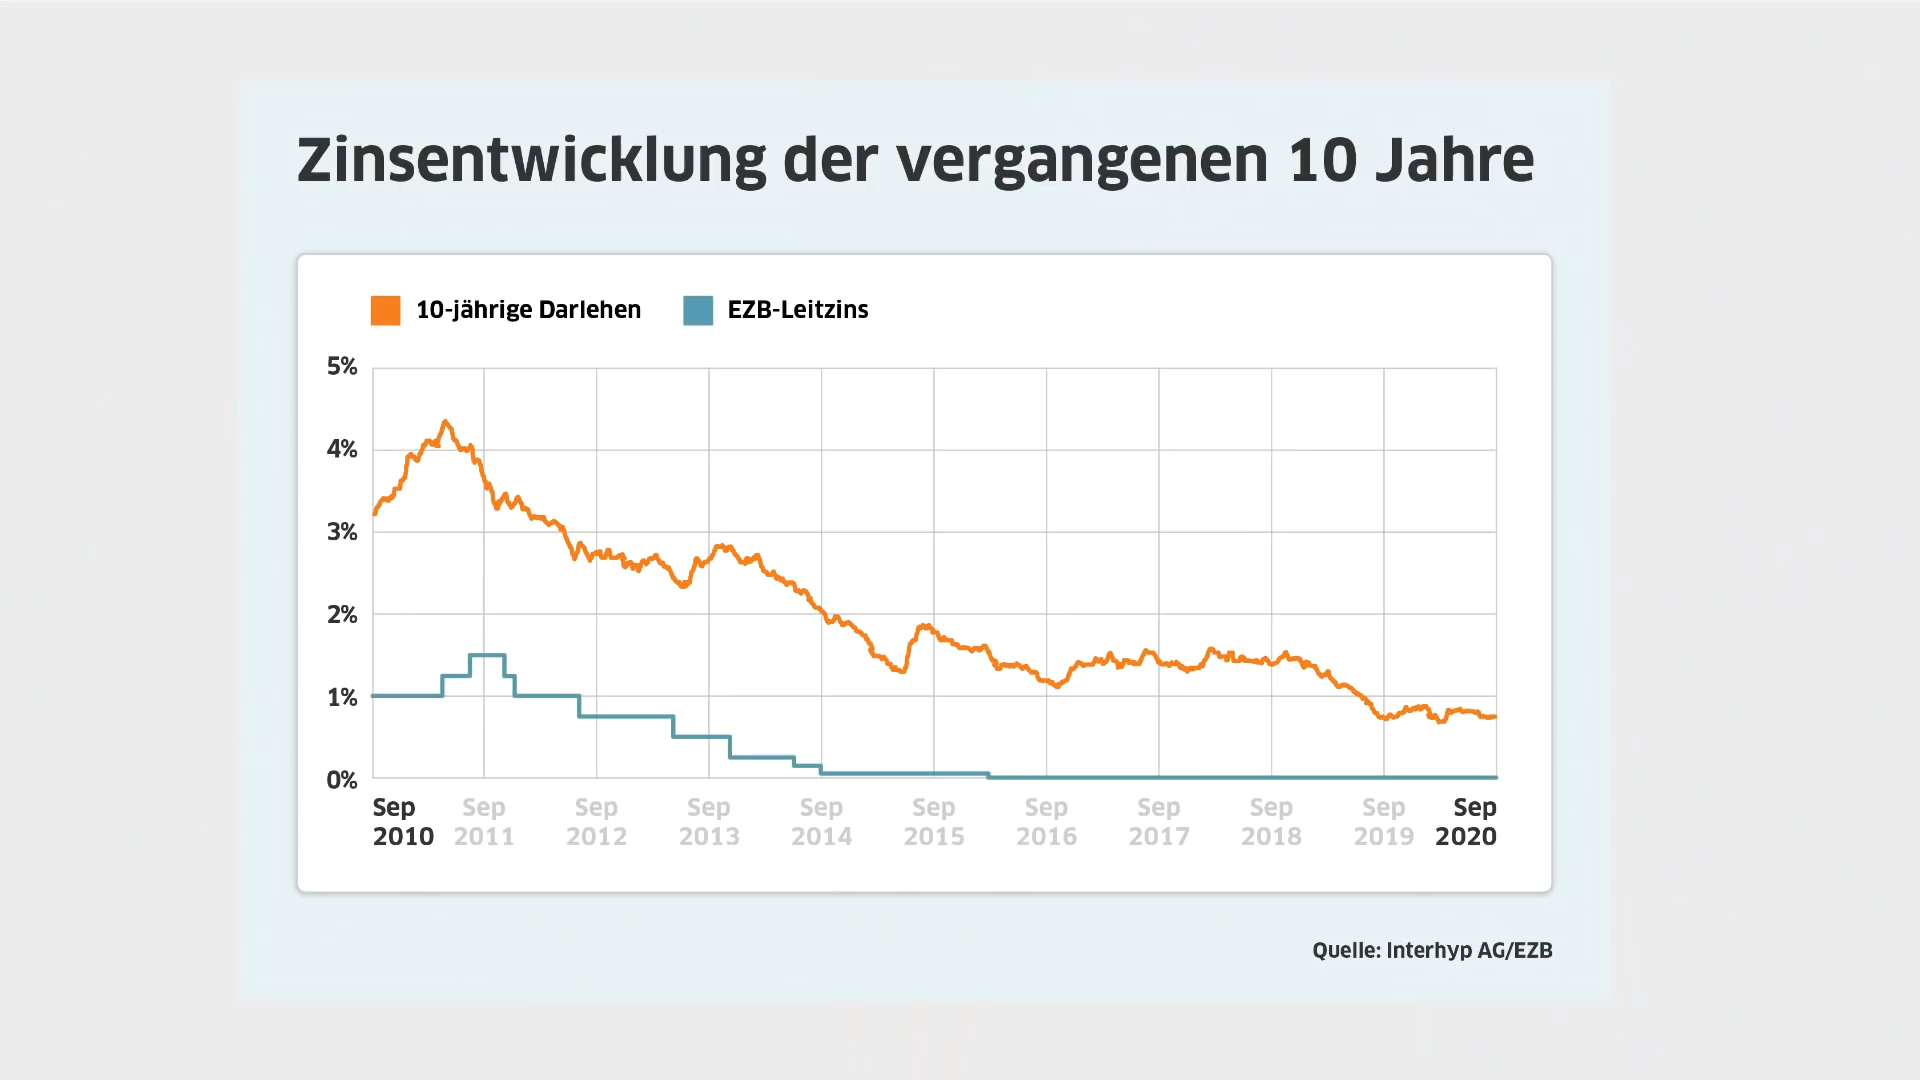 Zinsentwicklung der vergangenen 10 Jahre
10-jährige Darlehen
EZB-Leitzins
5%
4%
3%
2%
1%
0%
Sep 2010
Sep 2011
Sep 2012
Sep 2013
Sep 2014
Sep 2015
Sep 2016
Sep 2017
Sep 2018
Sep 2019
Sep 2020
Quelle: Interhyp AG/EZB